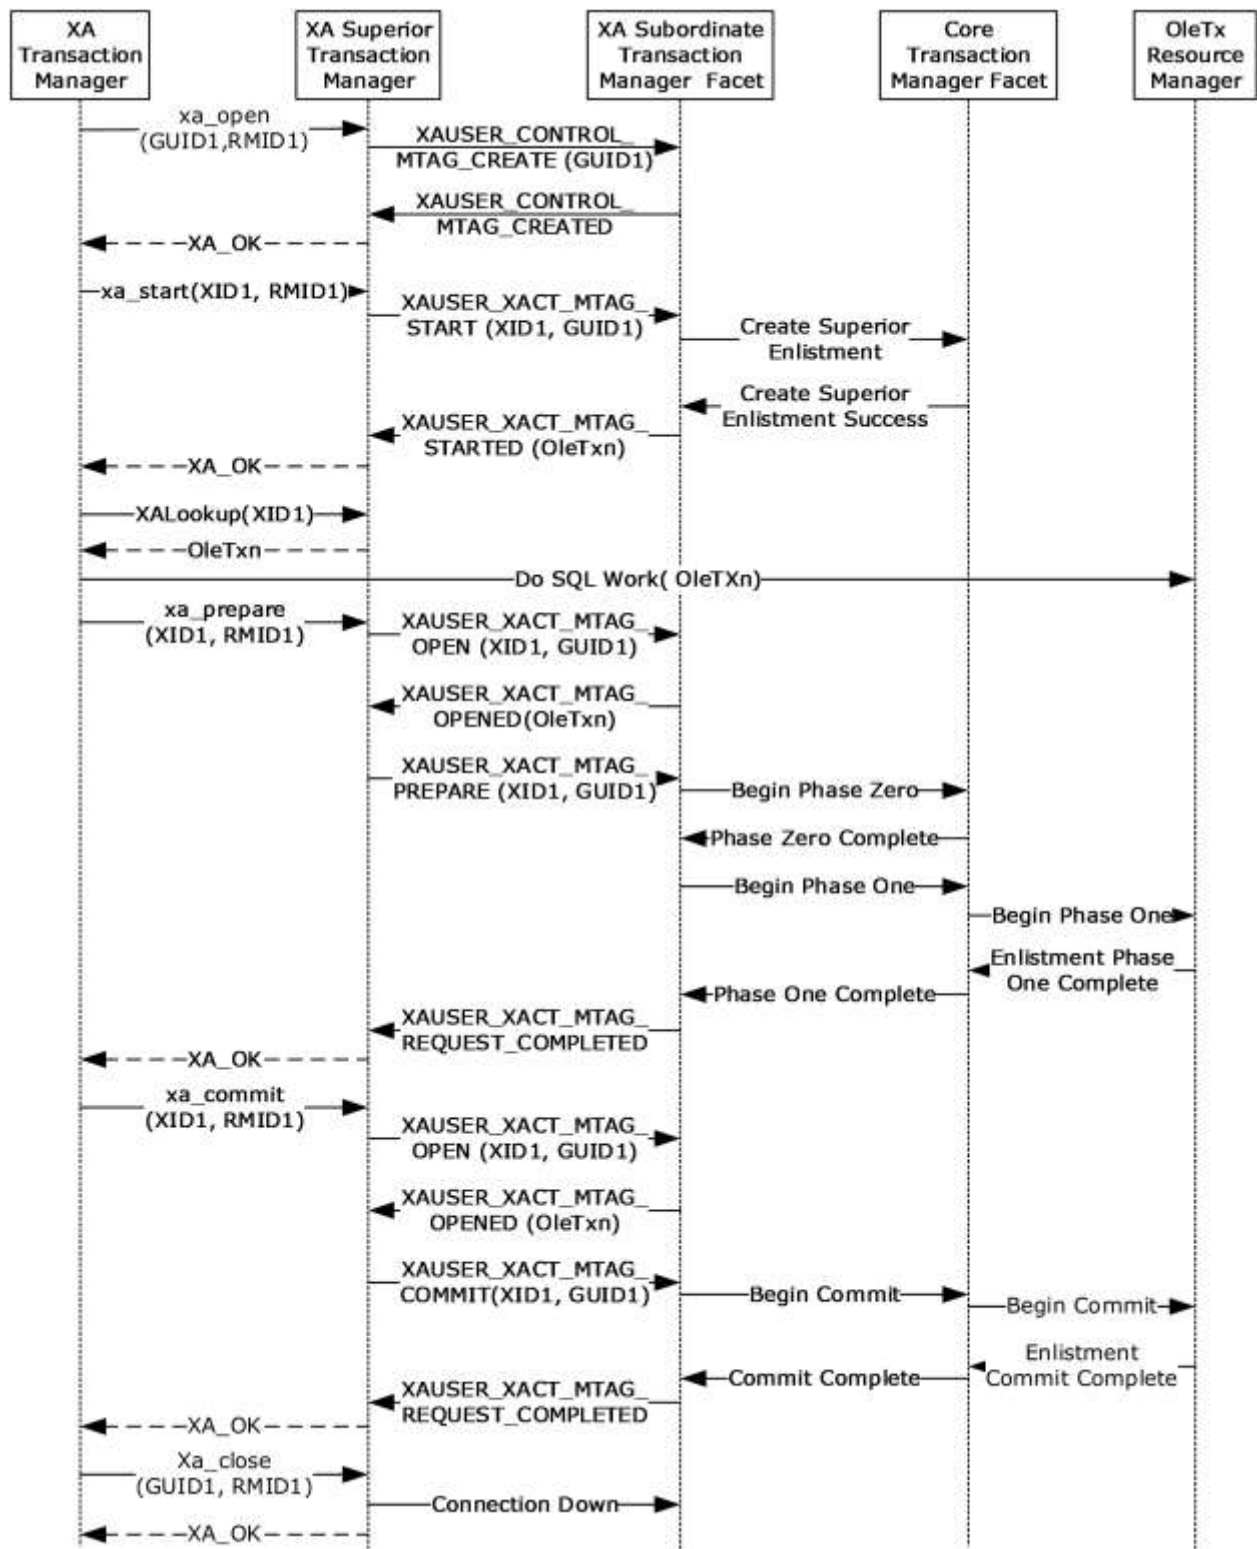 XA
Transaction
Manager
XA Superior
Transaction
Manager
XA Subordinate
Transaction
Manager Facet
Core
Transaction
Manager Facet
OleTx
Resource
Manager
xa_open
(GUID1,RMID1)
XAUSER_CONTROL_
MTAG_CREATE (GUID1)
XAUSER_CONTROL_
MTAG_CREATED
XA_OK
xa_start(XID1, RMID1)
XAUSER_XACT_MTAG_
START (XID1, GUID1)
Create Superior
Enlistment
Create Superior
Enlistment Success
XAUSER_XACT_MTAG_
STARTED (OleTxn)
XA_OK
XALookup(XID1)
OleTxn
Do SQL Work( OleTXn)
xa_prepare
(XID1, RMID1)
XAUSER_XACT_MTAG_
OPEN (XID1, GUID1)
XAUSER_XACT_MTAG_
OPENED(OleTxn)
XAUSER_XACT_MTAG_
PREPARE (XID1, GUID1)
Begin Phase Zero
Phase Zero Complete
Begin Phase One
Begin Phase One
Enlistment Phase
One Complete
Phase One Complete
XAUSER_XACT_MTAG_
REQUEST_COMPLETED
XA_OK
xa_commit
(XID1, RMID1)
XAUSER_XACT_MTAG_
OPEN (XID1, GUID1)
XAUSER_XACT_MTAG_
OPENED (OleTxn)
XAUSER_XACT_MTAG_
COMMIT(XID1, GUID1)
Begin Commit
Begin Commit
Enlistment
Commit Complete
Commit Complete
XAUSER_XACT_MTAG_
REQUEST_COMPLETED
XA_OK
Xa_close
(GUID1, RMID1)
Connection Down
XA_OK